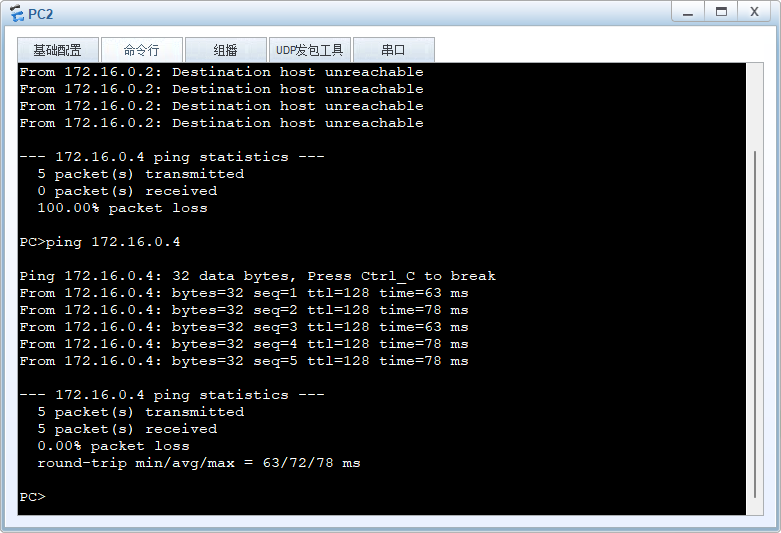 PC2
基础配置
命令行
组播
UDP发包工具
串口
From 172.16.0.2: Destination host unreachable
From 172.16.0.2: Destination host unreachable
From 172.16.0.2: Destination host unreachable
From 172.16.0.2: Destination host unreachable
--- 172.16.0.4 ping statistics ---
5 packet(s) transmitted
0 packet(s) received
100.00% packet loss
PC>ping 172.16.0.4
Ping 172.16.0.4: 32 data bytes, Press Ctrl_C to break
From 172.16.0.4: bytes=32 seq=1 ttl=128 time=63 ms
From 172.16.0.4: bytes=32 seq=2 ttl=128 time=78 ms
From 172.16.0.4: bytes=32 seq=3 ttl=128 time=63 ms
From 172.16.0.4: bytes=32 seq=4 ttl=128 time=78 ms
From 172.16.0.4: bytes=32 seq=5 ttl=128 time=78 ms
--- 172.16.0.4 ping statistics ---
5 packet(s) transmitted
5 packet(s) received
0.00% packet loss
round-trip min/avg/max = 63/72/78 ms
PC>